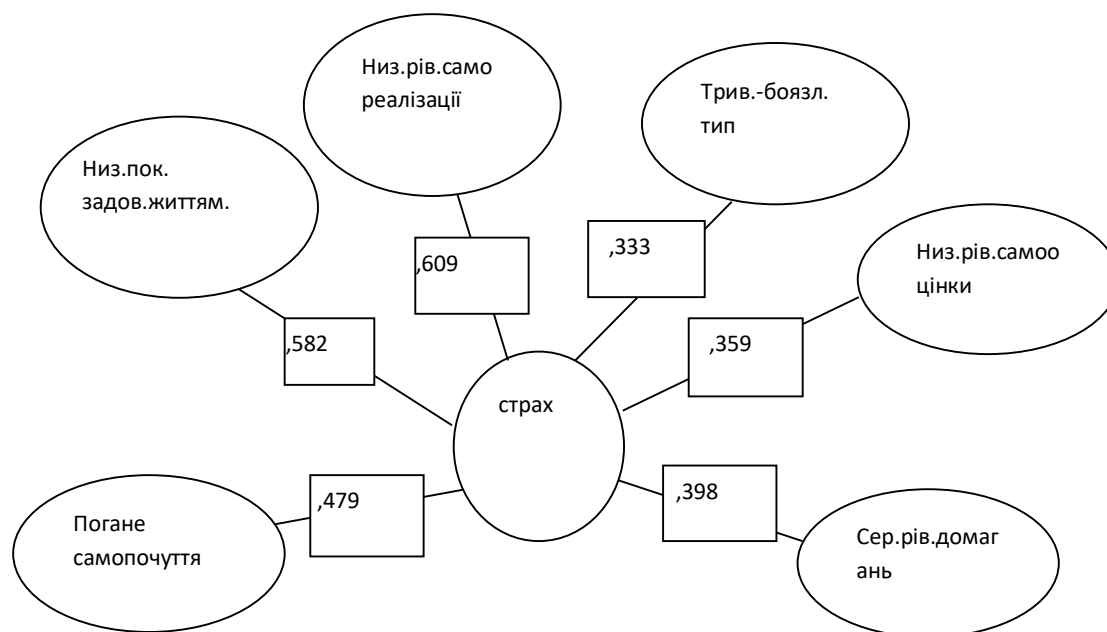 Низ.рів.само
реалізації
Трив.-боязл.
тип
Низ.пок.
задов.життям.
,333
,609
Низ.рів.самоо
цінки
,582
,359
страх
,479
,398
Погане
самопочуття
Сер.рів.домаг
ань